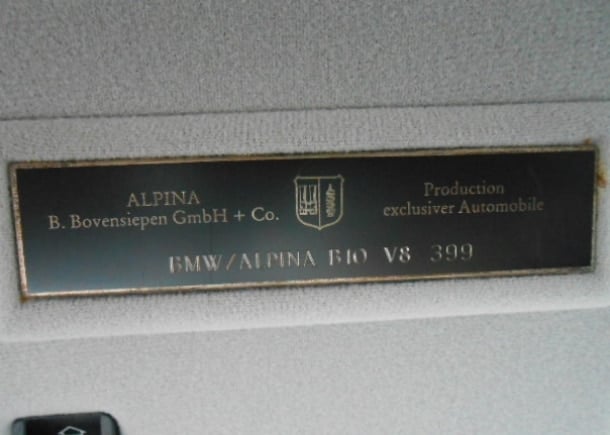 ALPINA
B. Bovensiepen GmbH + Co.
Production
exclusiver Automobile
BMW/ALPINA B10 V8 399